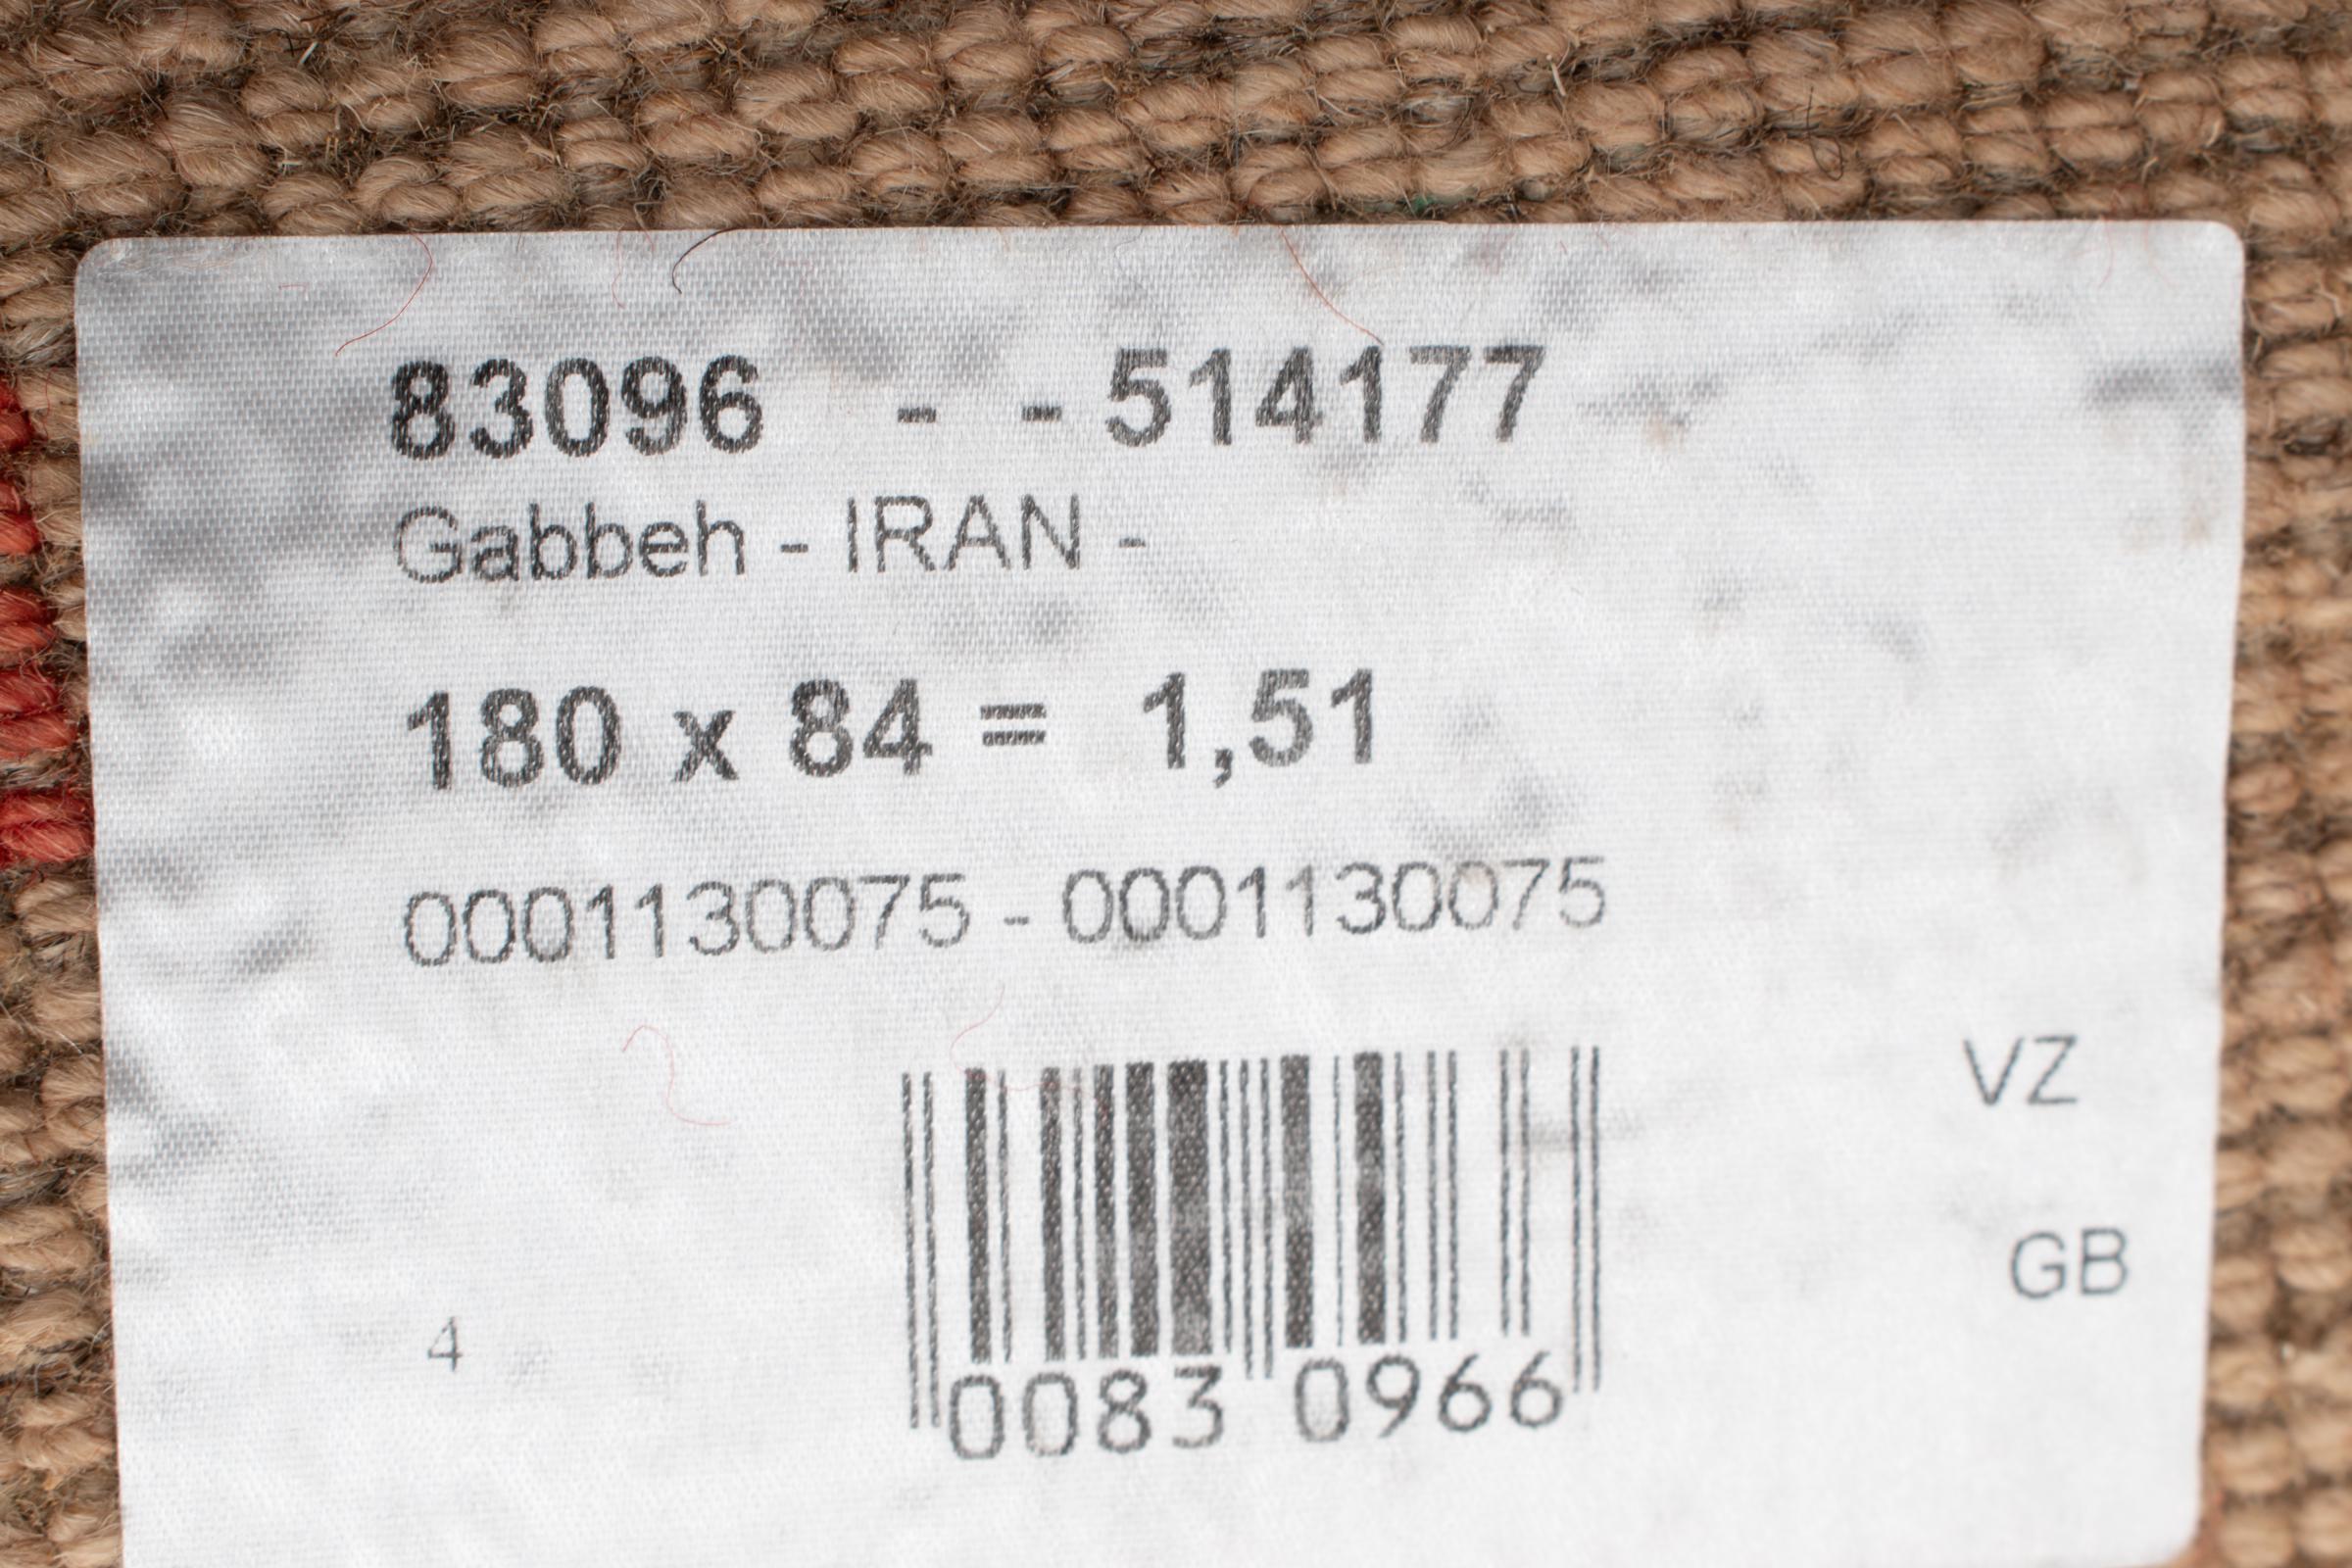 83096 - - 514177
Gabbeh - IRAN -
180 x 84 = 1,51
0001130075 - 0001130075
VZ
GB
4
0083 0966